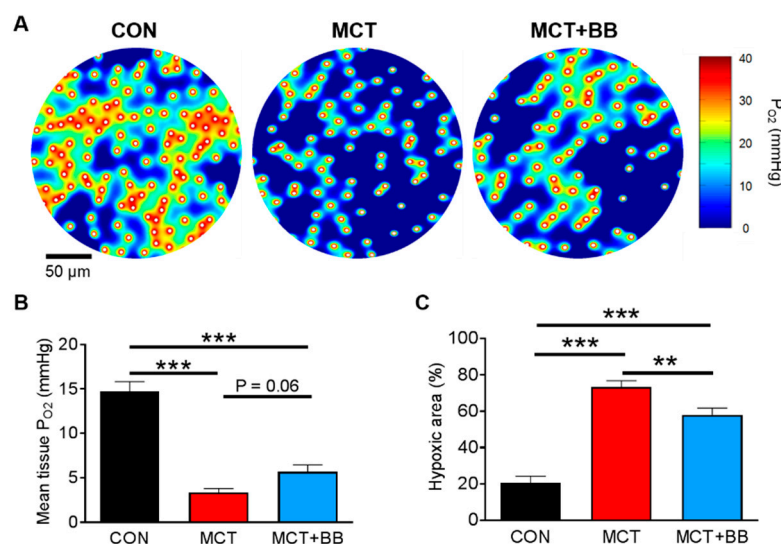 A
CON
MCT
MCT+BB
40
30
20
10
0
PO2 (mmHg)
50 µm
B
Mean tissue PO2 (mmHg)
20
15
10
5
0
***
***
P = 0.06
CON
MCT
MCT+BB
C
Hypoxic area (%)
100
80
60
40
20
0
***
***
**
CON
MCT
MCT+BB